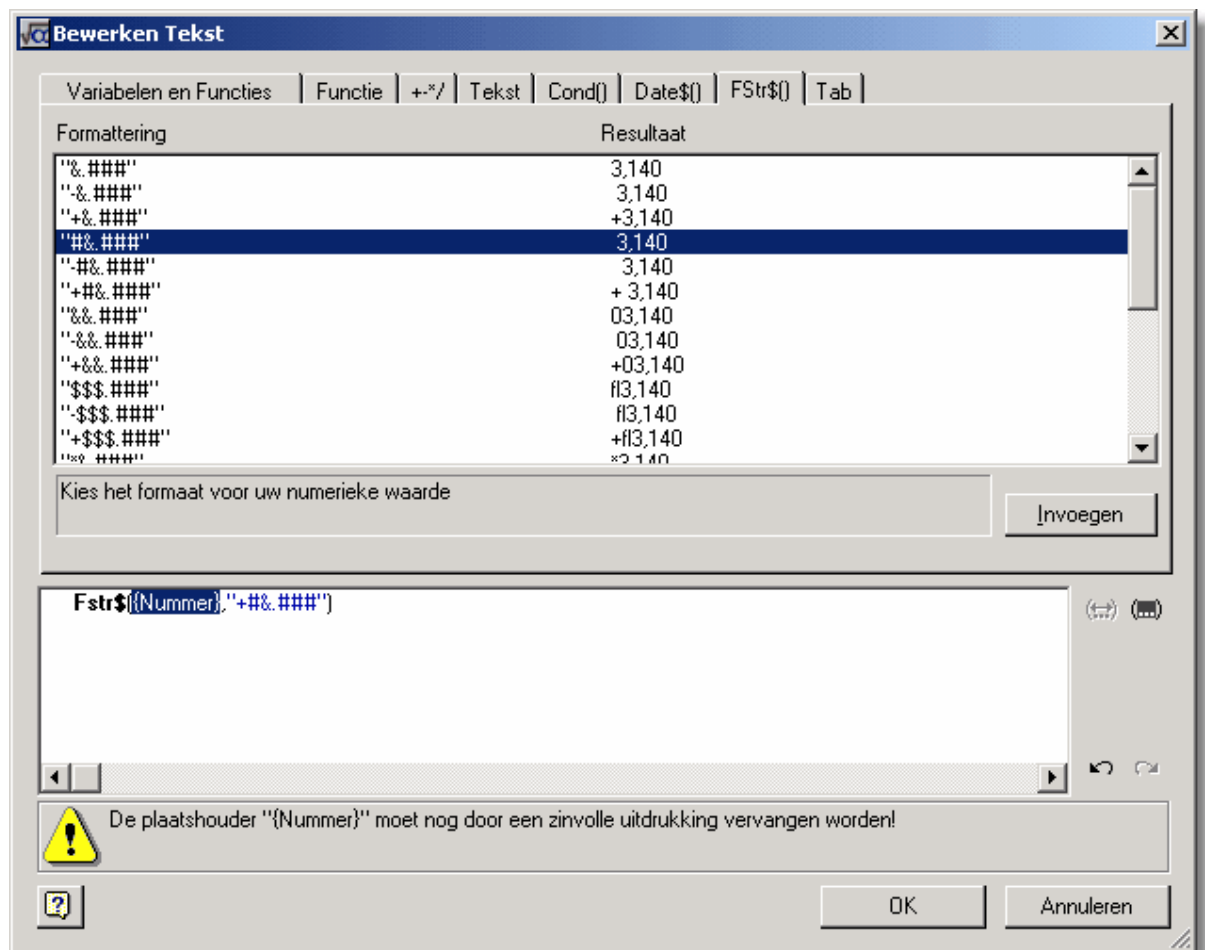 Bewerken Tekst
Variabelen en Functies Functie +-*/ Tekst Cond() Date$() FStr$() Tab
Formattering Resultaat
"&.###" 3,140
"-&.###" 3,140
"+&.###" +3,140
"#&.###" 3,140
"-#&.###" 3,140
"+#&.###" + 3,140
"&&.###" 03,140
"-&&.###" 03,140
"+&&.###" +03,140
"$$$.###" fl3,140
"-$$$.###" fl3,140
"+$$$.###" +fl3,140
"*&.###" *3,140
Kies het formaat voor uw numerieke waarde
Invoegen
Fstr$({Nummer},"+#&.###")
De plaatshouder "{Nummer}" moet nog door een zinvolle uitdrukking vervangen worden!
OK Annuleren